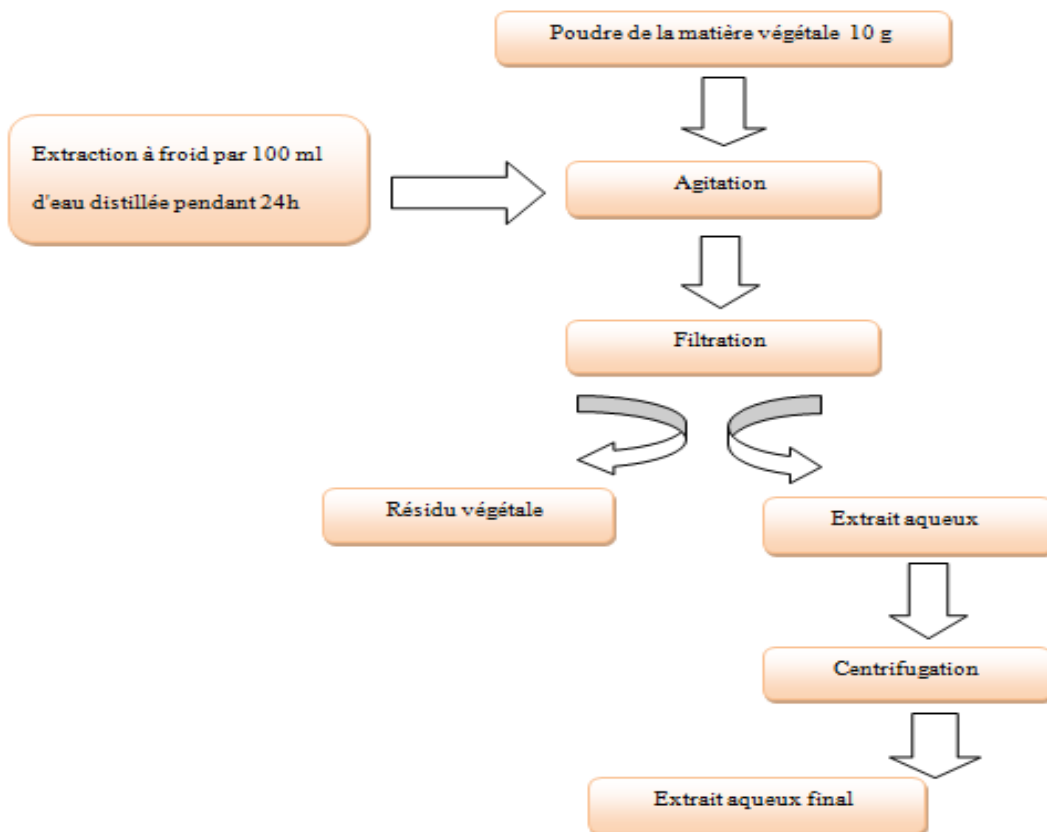 Poudre de la matière végétale 10 g
Extraction à froid par 100 ml
d'eau distillée pendant 24h
Agitation
Filtration
Résidu végétale
Extrait aqueux
Centrifugation
Extrait aqueux final